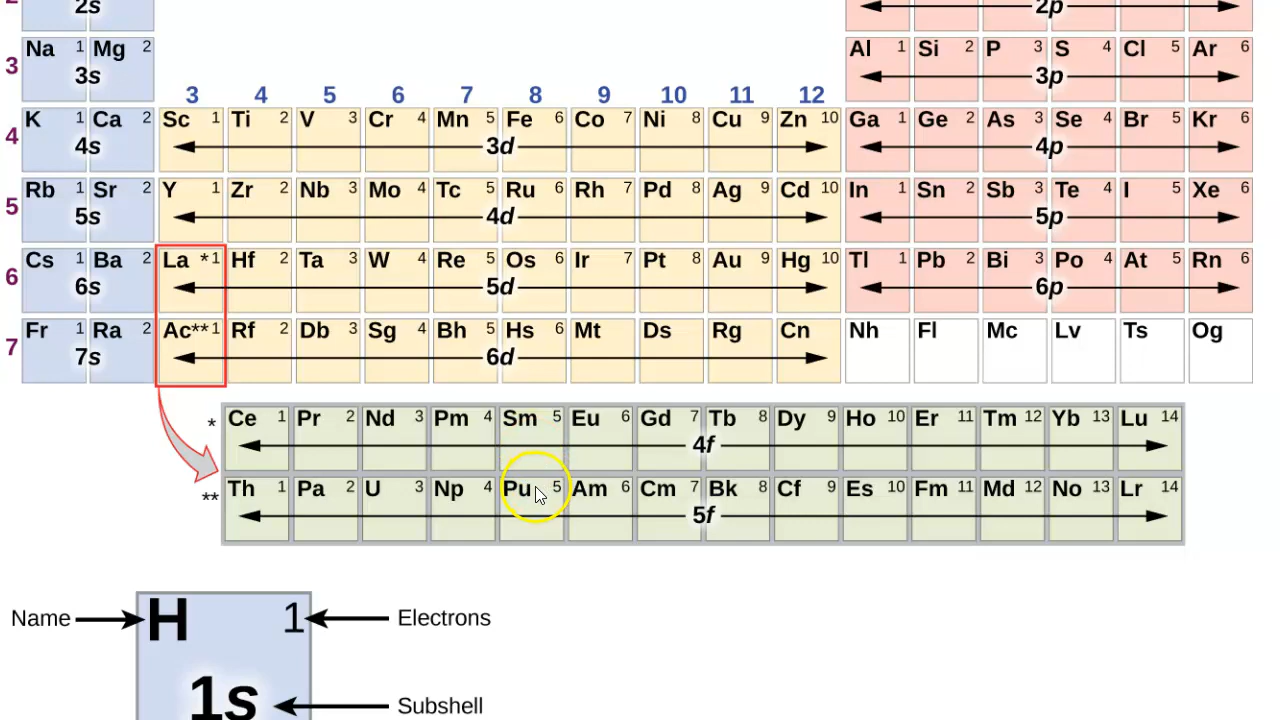 2 2s 2p
Na 1 Mg 2 Al 1 Si 2 P 3 S 4 Cl 5 Ar 6
3 3s 3p
3 4 5 6 7 8 9 10 11 12
K 1 Ca 2 Sc 1 Ti 2 V 3 Cr 4 Mn 5 Fe 6 Co 7 Ni 8 Cu 9 Zn 10 Ga 1 Ge 2 As 3 Se 4 Br 5 Kr 6
4 4s 3d 4p
Rb 1 Sr 2 Y 1 Zr 2 Nb 3 Mo 4 Tc 5 Ru 6 Rh 7 Pd 8 Ag 9 Cd 10 In 1 Sn 2 Sb 3 Te 4 I 5 Xe 6
5 5s 4d 5p
Cs 1 Ba 2 La *1 Hf 2 Ta 3 W 4 Re 5 Os 6 Ir 7 Pt 8 Au 9 Hg 10 Tl 1 Pb 2 Bi 3 Po 4 At 5 Rn 6
6 6s 5d 6p
Fr 1 Ra 2 Ac**1 Rf 2 Db 3 Sg 4 Bh 5 Hs 6 Mt Ds Rg Cn Nh Fl Mc Lv Ts Og
7 7s 6d
* Ce 1 Pr 2 Nd 3 Pm 4 Sm 5 Eu 6 Gd 7 Tb 8 Dy 9 Ho 10 Er 11 Tm 12 Yb 13 Lu 14
4f
** Th 1 Pa 2 U 3 Np 4 Pu 5 Am 6 Cm 7 Bk 8 Cf 9 Es 10 Fm 11 Md 12 No 13 Lr 14
5f
Name H 1 Electrons
1s Subshell